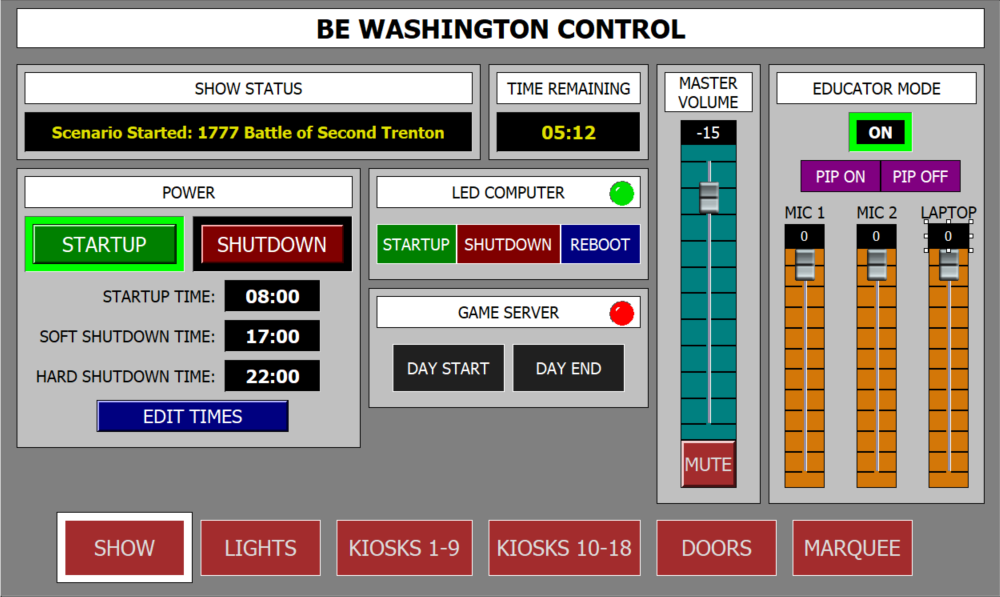 BE WASHINGTON CONTROL
SHOW STATUS
Scenario Started: 1777 Battle of Second Trenton
TIME REMAINING
05:12
MASTER
VOLUME
-15
MUTE
EDUCATOR MODE
ON
PIP ON
PIP OFF
MIC 1
MIC 2
LAPTOP
0
0
0
POWER
STARTUP
SHUTDOWN
STARTUP TIME: 08:00
SOFT SHUTDOWN TIME: 17:00
HARD SHUTDOWN TIME: 22:00
EDIT TIMES
LED COMPUTER
STARTUP
SHUTDOWN
REBOOT
GAME SERVER
DAY START
DAY END
SHOW
LIGHTS
KIOSKS 1-9
KIOSKS 10-18
DOORS
MARQUEE